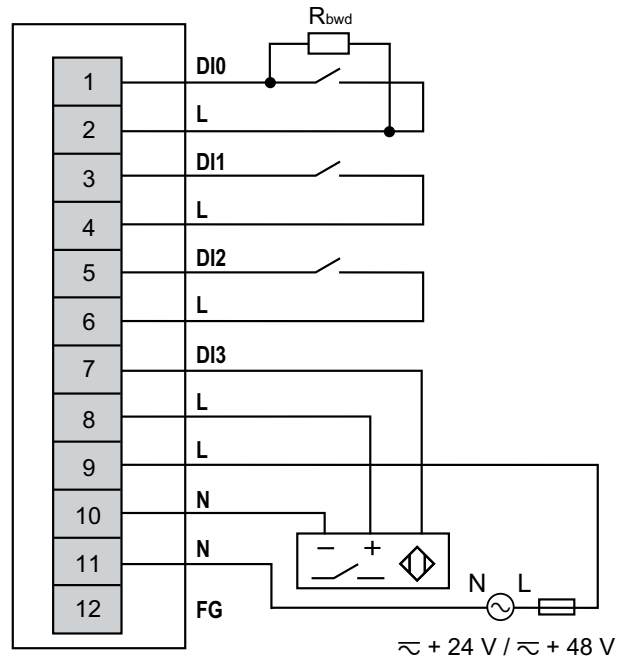 Rbwd
1 DI0
2 L
3 DI1
4 L
5 DI2
6 L
7 DI3
8 L
9 L
10 N
11 N
12 FG
− +
N L
⏦ + 24 V / ⏦ + 48 V